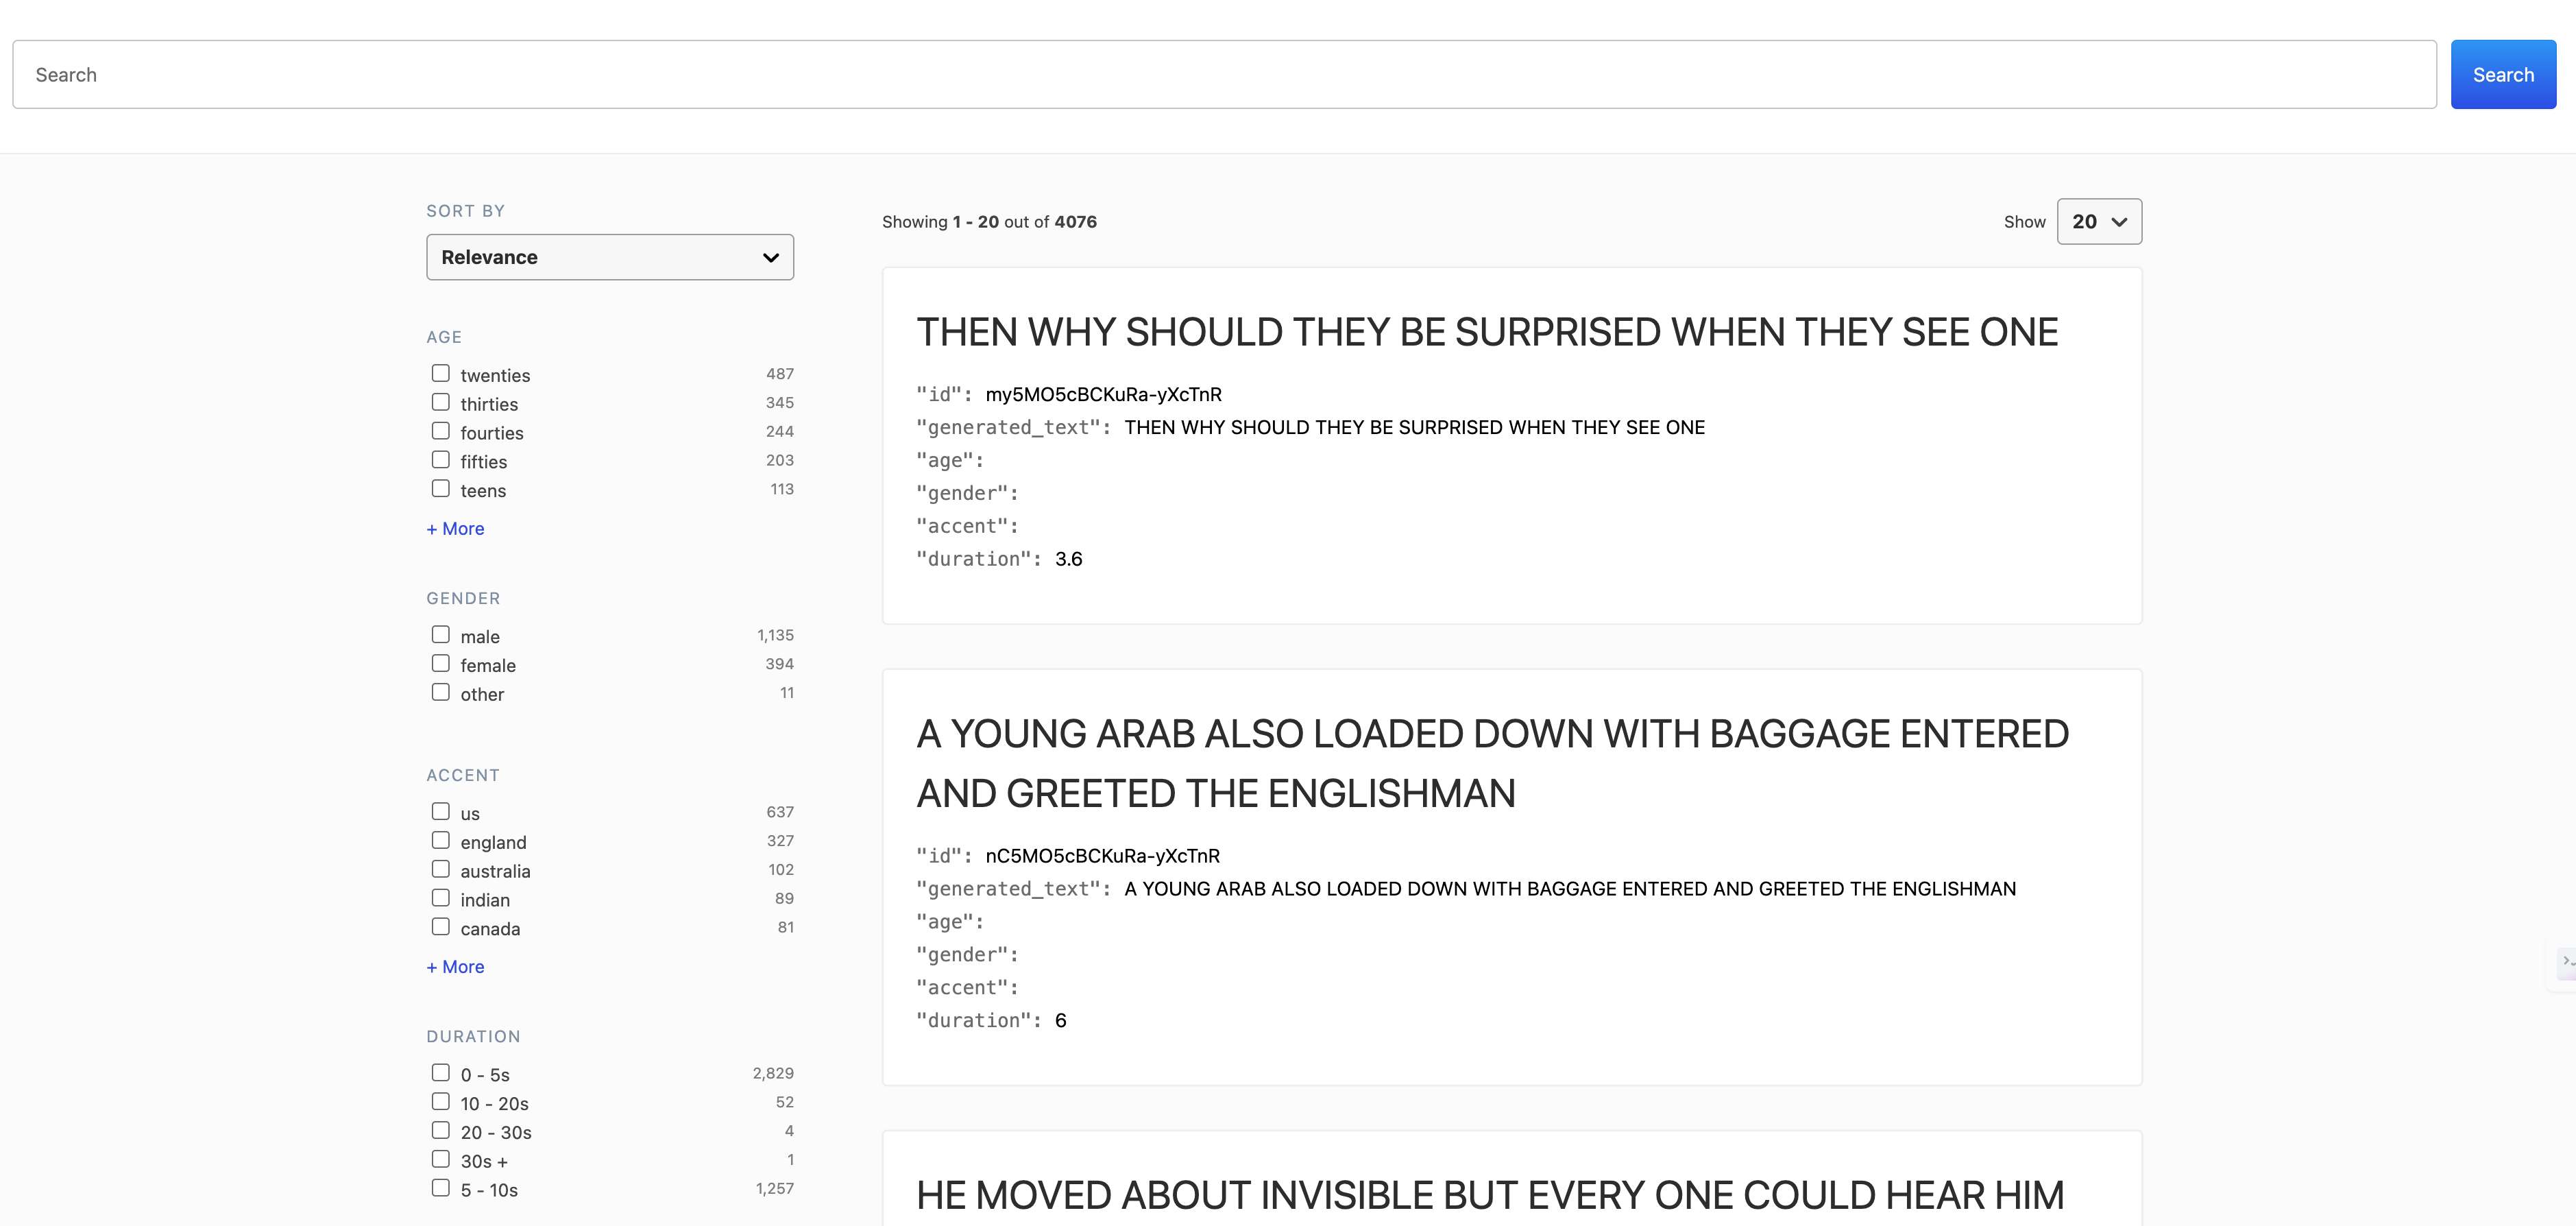 Search
Search
SORT BY
Relevance
AGE
twenties 487
thirties 345
fourties 244
fifties 203
teens 113
+ More
GENDER
male 1,135
female 394
other 11
ACCENT
us 637
england 327
australia 102
indian 89
canada 81
+ More
DURATION
0 - 5s 2,829
10 - 20s 52
20 - 30s 4
30s + 1
5 - 10s 1,257
Showing 1 - 20 out of 4076
Show 20
THEN WHY SHOULD THEY BE SURPRISED WHEN THEY SEE ONE
"id": my5MO5cBCKuRa-yXcTnR
"generated_text": THEN WHY SHOULD THEY BE SURPRISED WHEN THEY SEE ONE
"age":
"gender":
"accent":
"duration": 3.6
A YOUNG ARAB ALSO LOADED DOWN WITH BAGGAGE ENTERED
AND GREETED THE ENGLISHMAN
"id": nC5MO5cBCKuRa-yXcTnR
"generated_text": A YOUNG ARAB ALSO LOADED DOWN WITH BAGGAGE ENTERED AND GREETED THE ENGLISHMAN
"age":
"gender":
"accent":
"duration": 6
HE MOVED ABOUT INVISIBLE BUT EVERY ONE COULD HEAR HIM